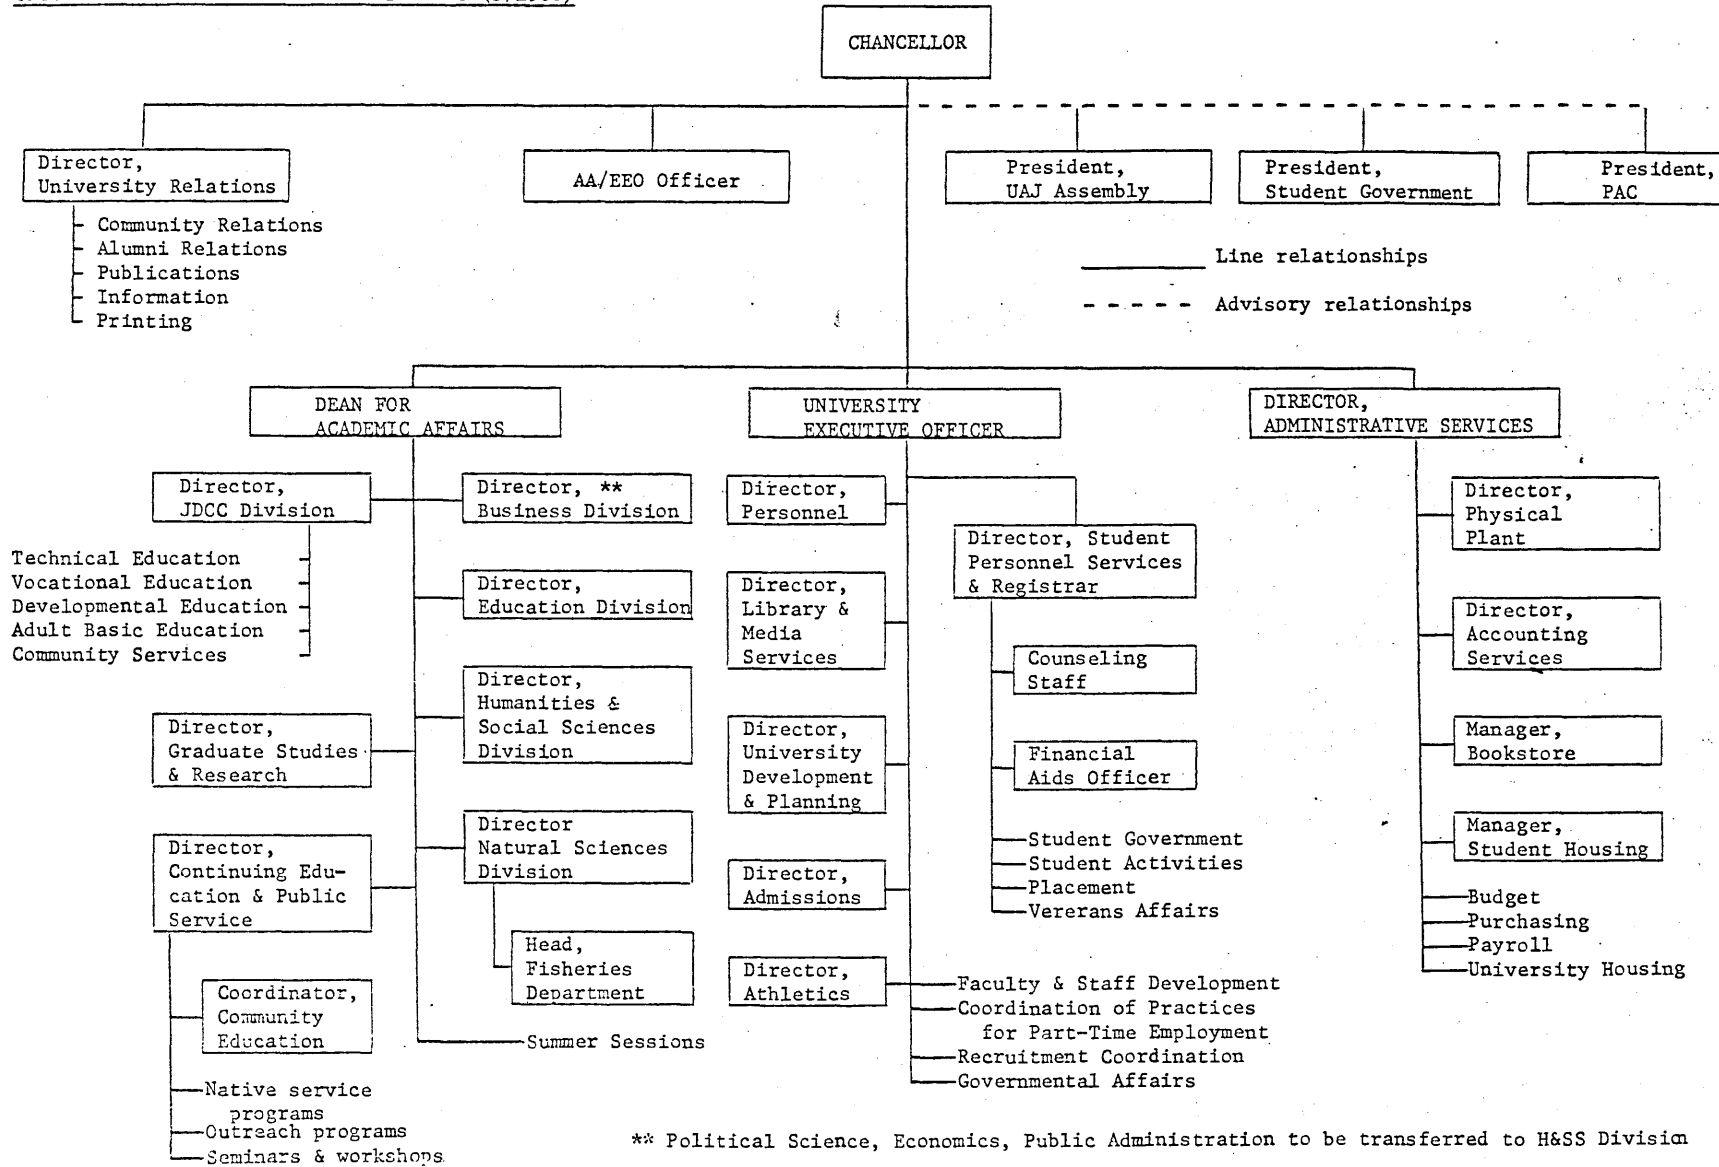 CHANCELLOR
Director,
University Relations
AA/EEO Officer
President,
UAJ Assembly
President,
Student Government
President,
PAC
Community Relations
Alumni Relations
Publications
Information
Printing
Line relationships
Advisory relationships
DEAN FOR
ACADEMIC AFFAIRS
UNIVERSITY
EXECUTIVE OFFICER
DIRECTOR,
ADMINISTRATIVE SERVICES
Director,
JDCC Division
Technical Education
Vocational Education
Developmental Education
Adult Basic Education
Community Services
Director,
Graduate Studies
& Research
Director,
Continuing Edu-
cation & Public
Service
Coordinator,
Community
Education
Native service
programs
Outreach programs
Seminars & workshops
Director, **
Business Division
Director,
Education Division
Director,
Humanities &
Social Sciences
Division
Director
Natural Sciences
Division
Head,
Fisheries
Department
Summer Sessions
Director,
Personnel
Director,
Library &
Media
Services
Director,
University
Development
& Planning
Director,
Admissions
Director,
Athletics
Director, Student
Personnel Services
& Registrar
Counseling
Staff
Financial
Aids Officer
Student Government
Student Activities
Placement
Vererans Affairs
Faculty & Staff Development
Coordination of Practices
for Part-Time Employment
Recruitment Coordination
Governmental Affairs
Director,
Physical
Plant
Director,
Accounting
Services
Manager,
Bookstore
Manager,
Student Housing
Budget
Purchasing
Payroll
University Housing
** Political Science, Economics, Public Administration to be transferred to H&SS Division